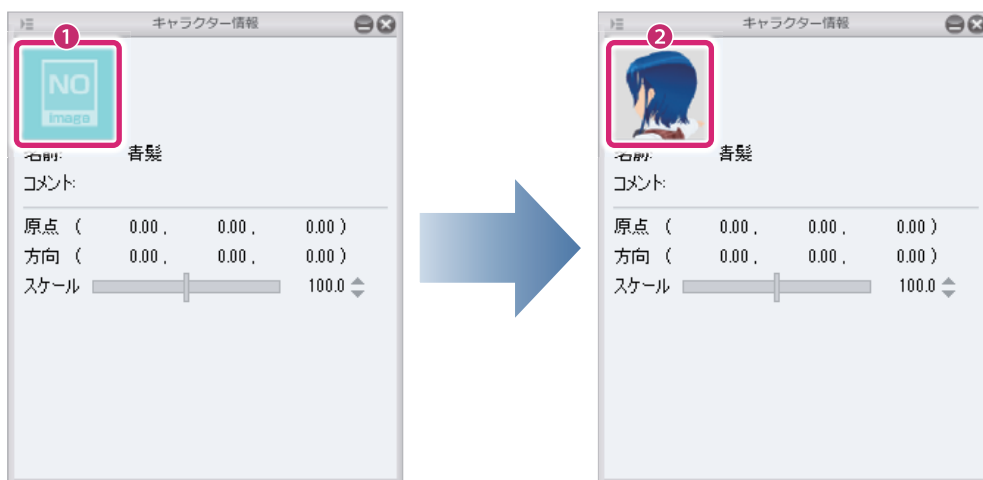 キャラクター情報
1
NO
image
名前: 青髪
コメント:
原点 ( 0.00 , 0.00 , 0.00 )
方向 ( 0.00 , 0.00 , 0.00 )
スケール 100.0
キャラクター情報
2
名前: 青髪
コメント:
原点 ( 0.00 , 0.00 , 0.00 )
方向 ( 0.00 , 0.00 , 0.00 )
スケール 100.0